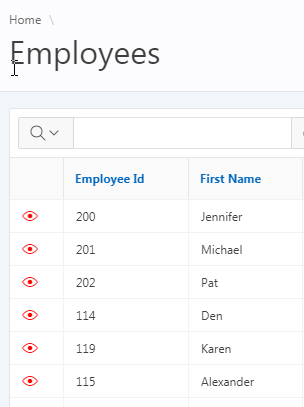 Home \
Employees
Employee Id First Name
200 Jennifer
201 Michael
202 Pat
114 Den
119 Karen
115 Alexander